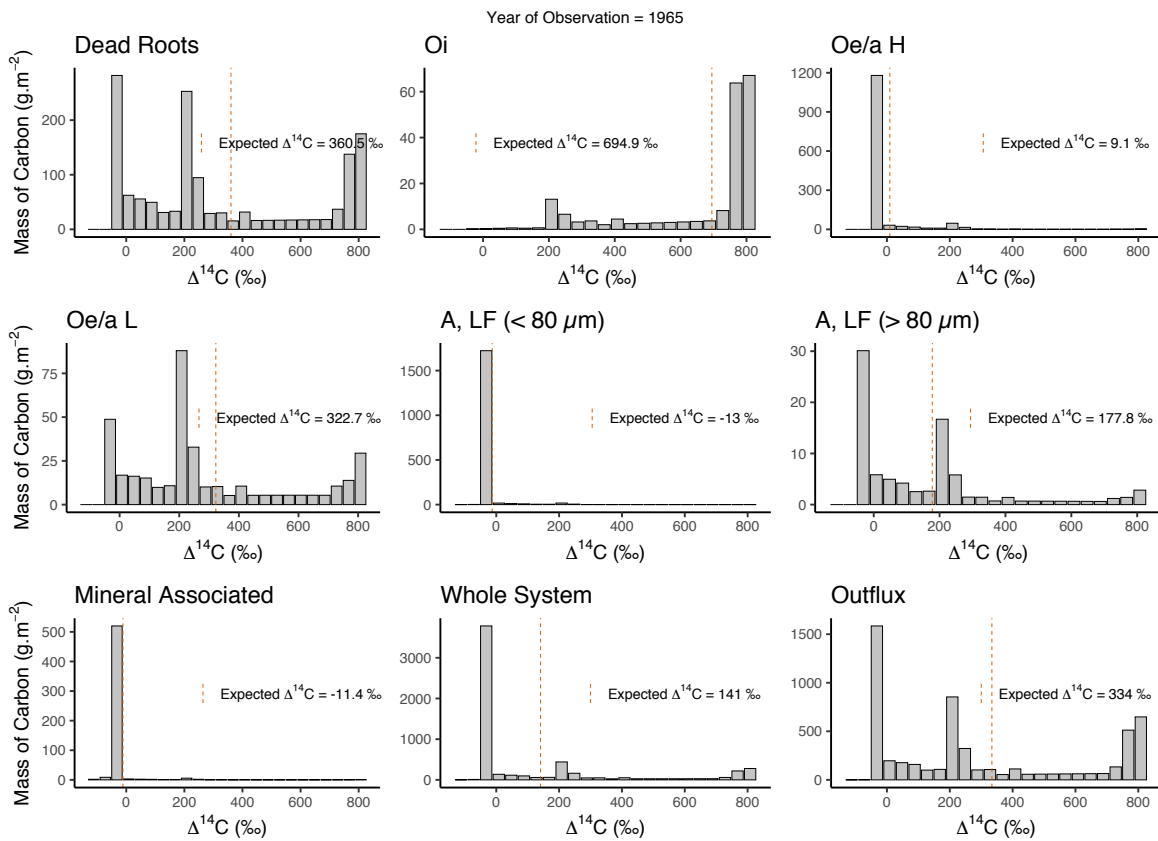 Year of Observation = 1965
Dead Roots
Oi
Oe/a H
Mass of Carbon (g.m⁻²)
200
100
0
Expected Δ¹⁴C = 360.5 ‰
0 200 400 600 800
Δ¹⁴C (‰)
60
40
20
0
Expected Δ¹⁴C = 694.9 ‰
0 200 400 600 800
Δ¹⁴C (‰)
1200
900
600
300
0
Expected Δ¹⁴C = 9.1 ‰
0 200 400 600 800
Δ¹⁴C (‰)
Oe/a L
A, LF (< 80 μm)
A, LF (> 80 μm)
Mass of Carbon (g.m⁻²)
75
50
25
0
Expected Δ¹⁴C = 322.7 ‰
0 200 400 600 800
Δ¹⁴C (‰)
1500
1000
500
0
Expected Δ¹⁴C = -13 ‰
0 200 400 600 800
Δ¹⁴C (‰)
30
20
10
0
Expected Δ¹⁴C = 177.8 ‰
0 200 400 600 800
Δ¹⁴C (‰)
Mineral Associated
Whole System
Outflux
Mass of Carbon (g.m⁻²)
500
400
300
200
100
0
Expected Δ¹⁴C = -11.4 ‰
0 200 400 600 800
Δ¹⁴C (‰)
3000
2000
1000
0
Expected Δ¹⁴C = 141 ‰
0 200 400 600 800
Δ¹⁴C (‰)
1500
1000
500
0
Expected Δ¹⁴C = 334 ‰
0 200 400 600 800
Δ¹⁴C (‰)